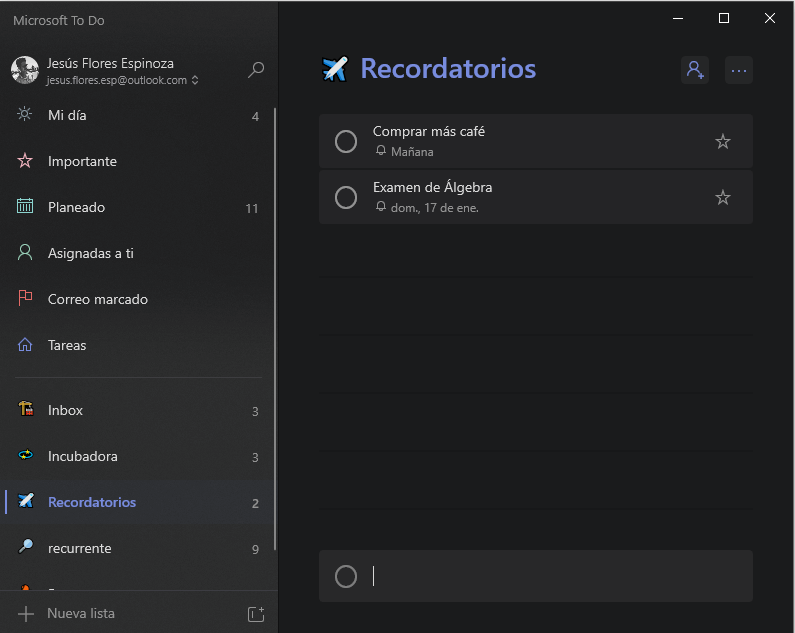 Microsoft To Do
Jesús Flores Espinoza
jesus.flores.esp@outlook.com
Mi día 4
Importante
Planeado 11
Asignadas a ti
Correo marcado
Tareas
Inbox 3
Incubadora 3
Recordatorios 2
recurrente 9
Nueva lista
Recordatorios
Comprar más café
Mañana
Examen de Álgebra
dom., 17 de ene.